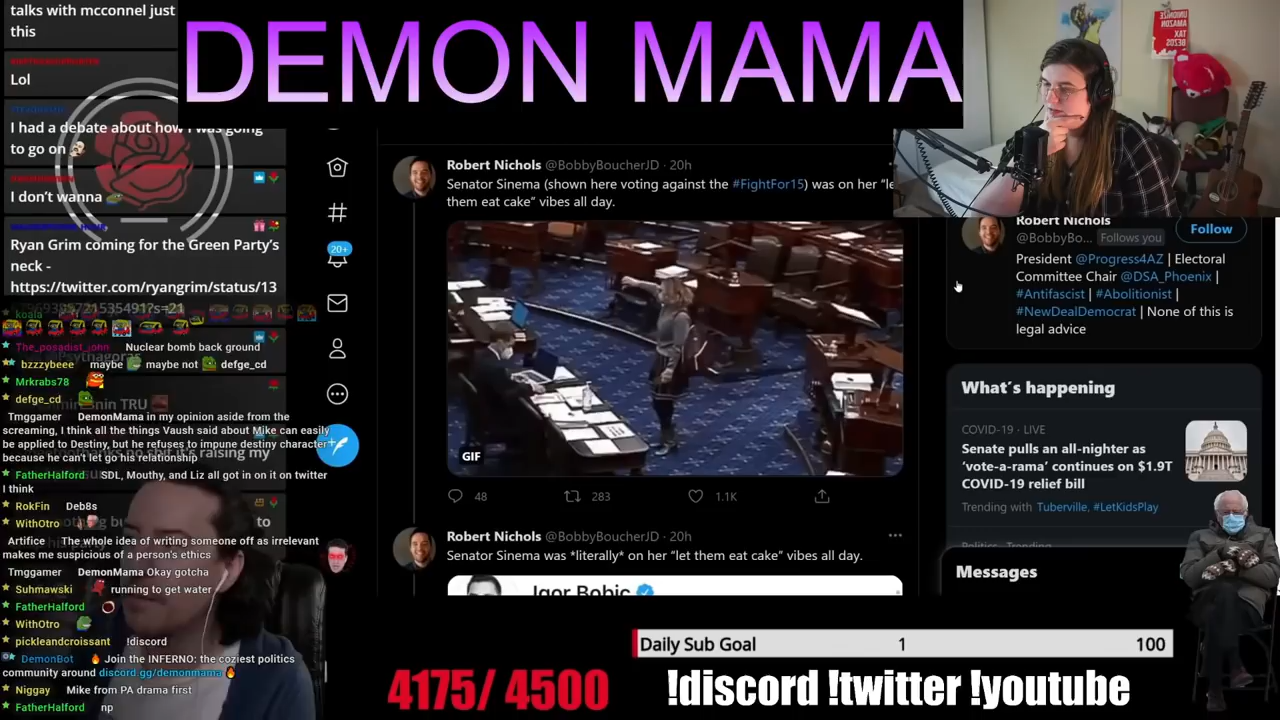 talks with mcconnel just
this
Lol
I had a debate about how I was going
to go on
I don't wanna
Ryan Grim coming for the Green Party's
neck -
https://twitter.com/ryangrim/status/13
koala
The_posadist_john Nuclear bomb back ground
bzzzybeee maybe maybe not defge_cd
Mrkrabs78
defge_cd
Tmggamer DemonMama in my opinion aside from the
screaming, I think all the things Vaush said about Mike can easily
be applied to Destiny, but he refuses to impune destiny character
because he can't let go his relationship
FatherHalford SDL, Mouthy, and Liz all got in on it on twitter
I think
RokFin Deb8s
WithOtro
Artifice The whole idea of writing someone off as irrelevant
makes me suspicious of a person's ethics
Tmggamer DemonMama Okay gotcha
Suhmawski running to get water
FatherHalford
WithOtro
pickleandcroissant !discord
DemonBot Join the INFERNO: the coziest politics
community around discord.gg/demonmama
Niggay Mike from PA drama first
FatherHalford np
DEMON MAMA
20+
Robert Nichols @BobbyBoucherJD · 20h
Senator Sinema (shown here voting against the #FightFor15) was on her "le
them eat cake" vibes all day.
GIF
48 283 1.1K
Robert Nichols @BobbyBoucherJD · 20h
Senator Sinema was *literally* on her "let them eat cake" vibes all day.
Igor Bobic
UNIONIZE
AMAZON
TAX
BEZOS
Robert Nichols
@BobbyBo... Follows you
Follow
President @Progress4AZ | Electoral
Committee Chair @DSA_Phoenix |
#Antifascist | #Abolitionist |
#NewDealDemocrat | None of this is
legal advice
What's happening
COVID-19 · LIVE
Senate pulls an all-nighter as
'vote-a-rama' continues on $1.9T
COVID-19 relief bill
Trending with Tuberville, #LetKidsPlay
Politics · Trending
Messages
Daily Sub Goal 1 100
4175/ 4500
!discord !twitter !youtube